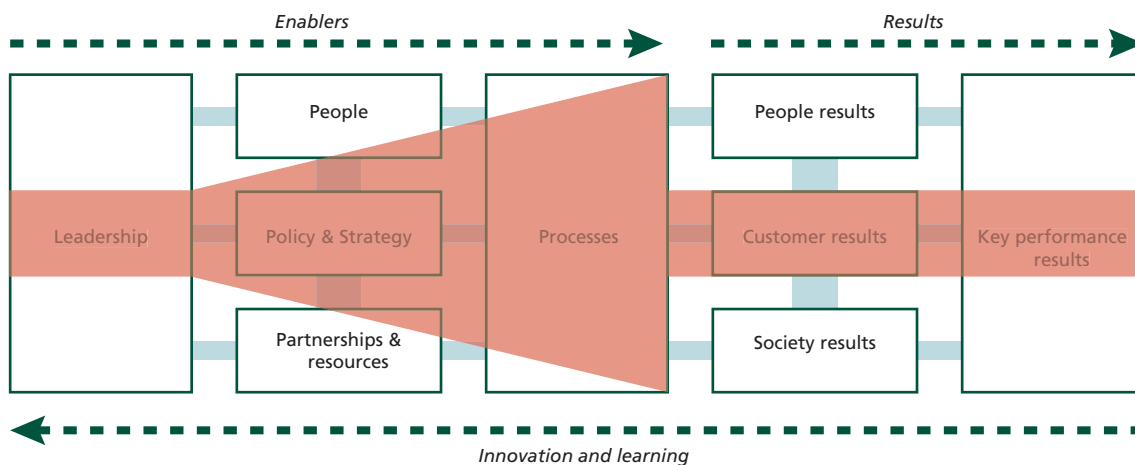 Enablers
Results
People
People results
Leadership
Policy & Strategy
Processes
Customer results
Key performance
results
Partnerships &
resources
Society results
Innovation and learning